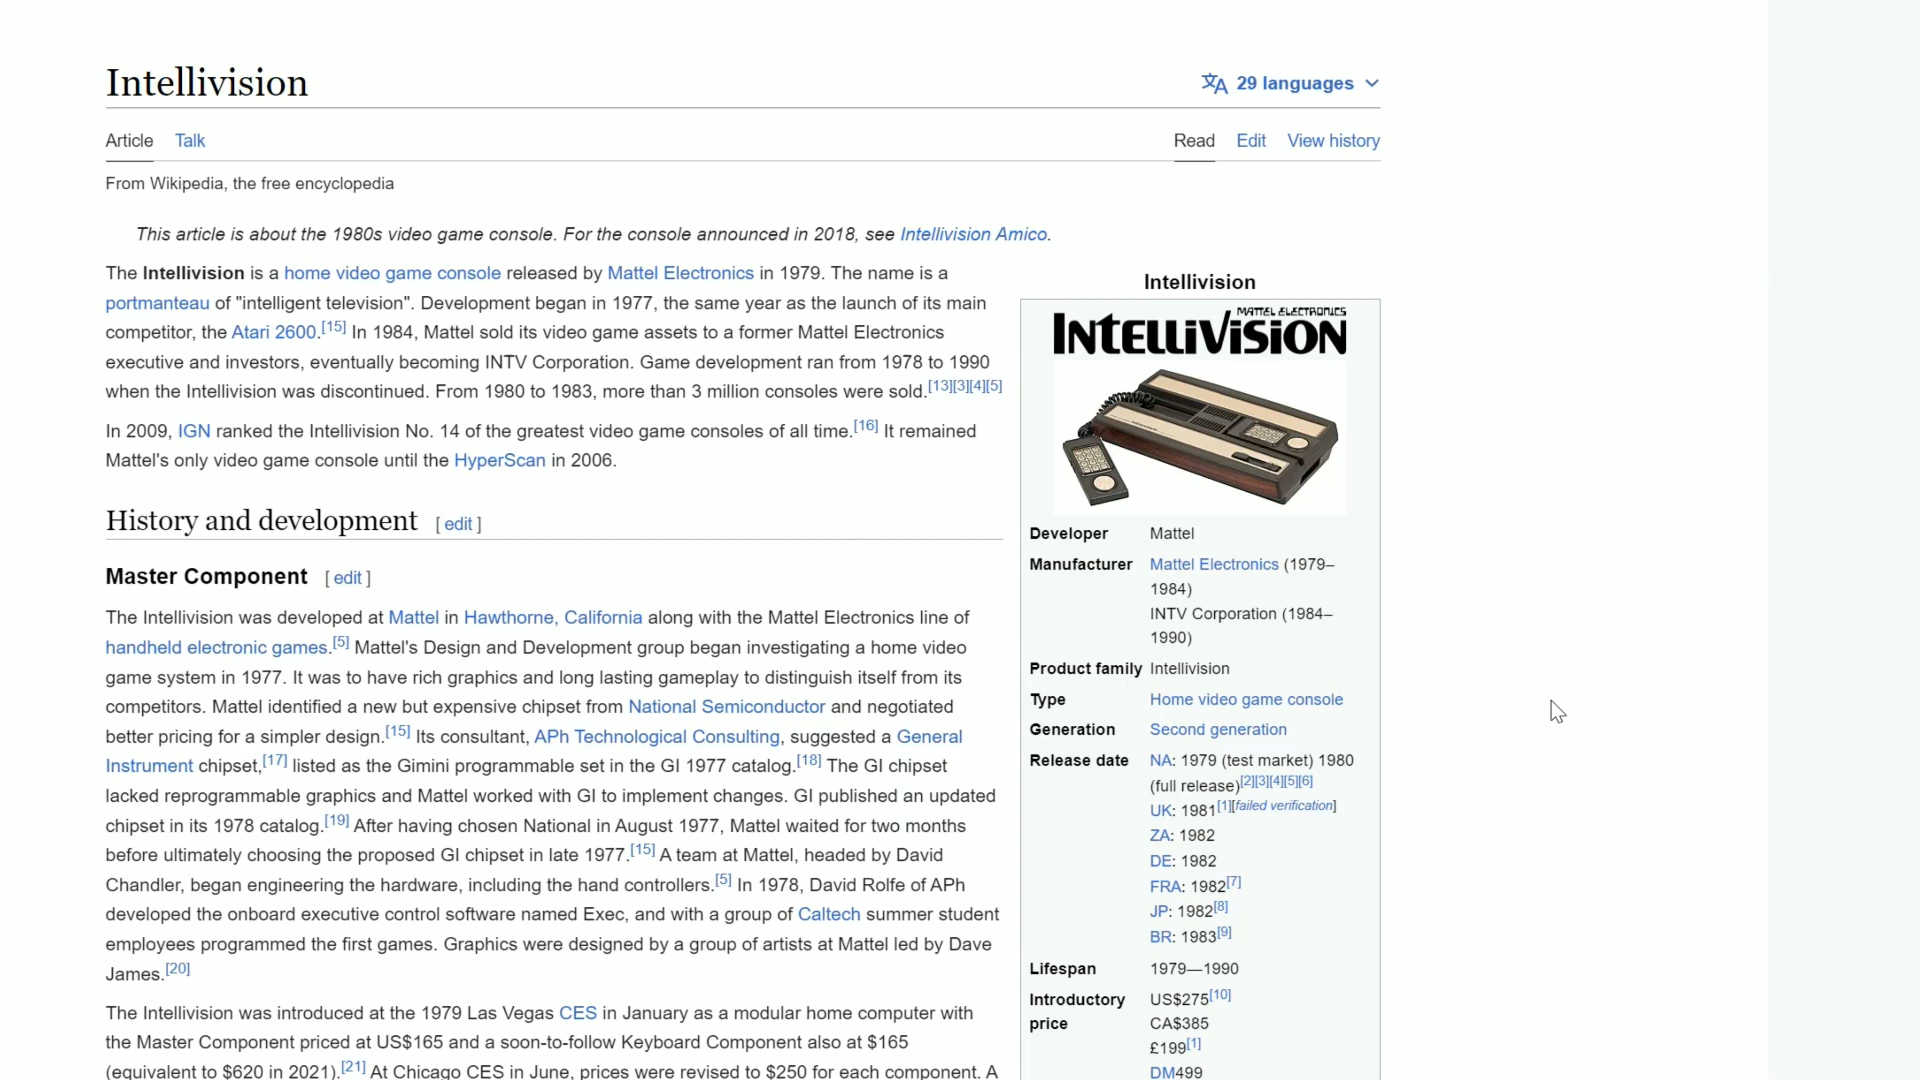 Intellivision
29 languages
Article Talk
Read Edit View history
From Wikipedia, the free encyclopedia
This article is about the 1980s video game console. For the console announced in 2018, see Intellivision Amico.
The Intellivision is a home video game console released by Mattel Electronics in 1979. The name is a
portmanteau of "intelligent television". Development began in 1977, the same year as the launch of its main
competitor, the Atari 2600.[15] In 1984, Mattel sold its video game assets to a former Mattel Electronics
executive and investors, eventually becoming INTV Corporation. Game development ran from 1978 to 1990
when the Intellivision was discontinued. From 1980 to 1983, more than 3 million consoles were sold.[13][3][4][5]
In 2009, IGN ranked the Intellivision No. 14 of the greatest video game consoles of all time.[16] It remained
Mattel's only video game console until the HyperScan in 2006.
History and development [ edit ]
Master Component [ edit ]
The Intellivision was developed at Mattel in Hawthorne, California along with the Mattel Electronics line of
handheld electronic games.[5] Mattel's Design and Development group began investigating a home video
game system in 1977. It was to have rich graphics and long lasting gameplay to distinguish itself from its
competitors. Mattel identified a new but expensive chipset from National Semiconductor and negotiated
better pricing for a simpler design.[15] Its consultant, APh Technological Consulting, suggested a General
Instrument chipset,[17] listed as the Gimini programmable set in the GI 1977 catalog.[18] The GI chipset
lacked reprogrammable graphics and Mattel worked with GI to implement changes. GI published an updated
chipset in its 1978 catalog.[19] After having chosen National in August 1977, Mattel waited for two months
before ultimately choosing the proposed GI chipset in late 1977.[15] A team at Mattel, headed by David
Chandler, began engineering the hardware, including the hand controllers.[5] In 1978, David Rolfe of APh
developed the onboard executive control software named Exec, and with a group of Caltech summer student
employees programmed the first games. Graphics were designed by a group of artists at Mattel led by Dave
James.[20]
The Intellivision was introduced at the 1979 Las Vegas CES in January as a modular home computer with
the Master Component priced at US$165 and a soon-to-follow Keyboard Component also at $165
(equivalent to $620 in 2021).[21] At Chicago CES in June, prices were revised to $250 for each component. A
Intellivision
MATTEL ELECTRONICS
INTELLIVISION
Developer Mattel
Manufacturer Mattel Electronics (1979–
1984)
INTV Corporation (1984–
1990)
Product family Intellivision
Type Home video game console
Generation Second generation
Release date NA: 1979 (test market) 1980
(full release)[2][3][4][5][6]
UK: 1981[1][failed verification]
ZA: 1982
DE: 1982
FRA: 1982[7]
JP: 1982[8]
BR: 1983[9]
Lifespan 1979—1990
Introductory US$275[10]
price CA$385
£199[1]
DM499